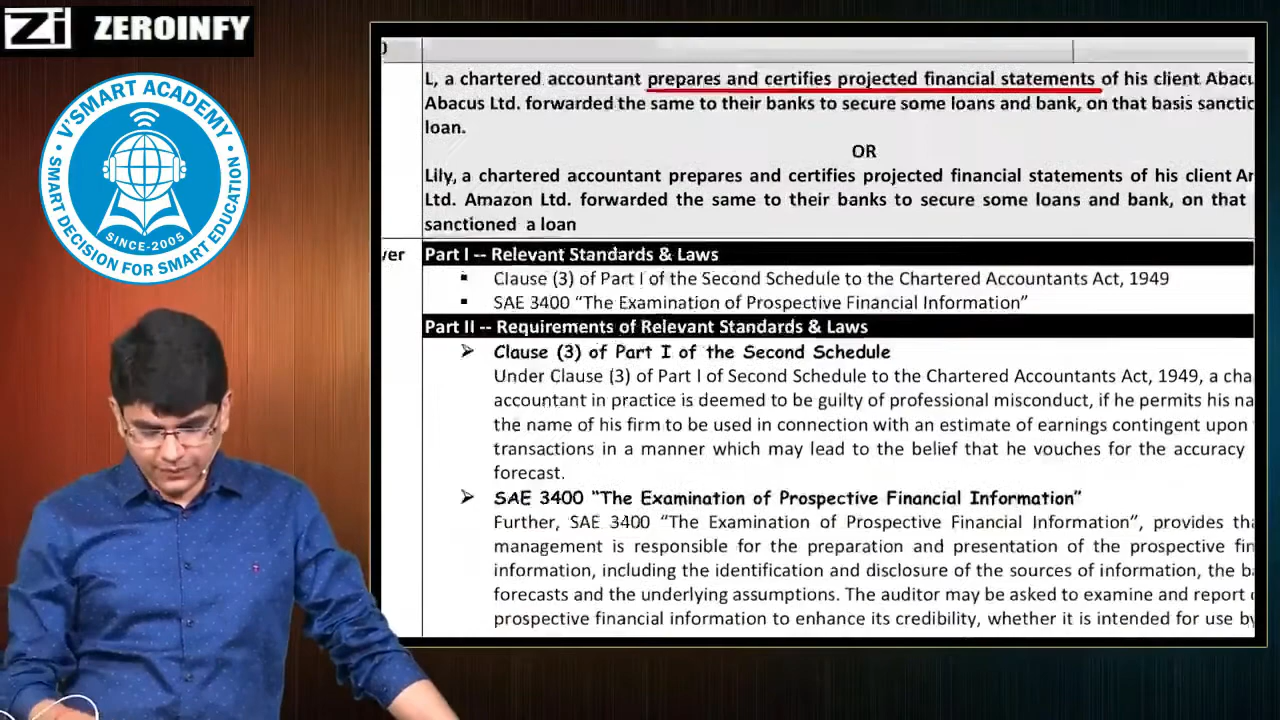 Zi ZEROINFY
V'SMART ACADEMY
SMART DECISION FOR SMART EDUCATION
SINCE-2005
L, a chartered accountant prepares and certifies projected financial statements of his client
Abacus Ltd. forwarded the same to their banks to secure some loans and bank, on that basis
loan.
OR
Lily, a chartered accountant prepares and certifies projected financial statements of his client
Ltd. Amazon Ltd. forwarded the same to their banks to secure some loans and bank, on that
sanctioned a loan
Part I -- Relevant Standards & Laws
▪ Clause (3) of Part I of the Second Schedule to the Chartered Accountants Act, 1949
▪ SAE 3400 “The Examination of Prospective Financial Information”
Part II -- Requirements of Relevant Standards & Laws
➢ Clause (3) of Part I of the Second Schedule
Under Clause (3) of Part I of Second Schedule to the Chartered Accountants Act, 1949, a
accountant in practice is deemed to be guilty of professional misconduct, if he permits his
the name of his firm to be used in connection with an estimate of earnings contingent upon
transactions in a manner which may lead to the belief that he vouches for the accuracy
forecast.
➢ SAE 3400 “The Examination of Prospective Financial Information”
Further, SAE 3400 “The Examination of Prospective Financial Information”, provides
management is responsible for the preparation and presentation of the prospective
information, including the identification and disclosure of the sources of information, the
forecasts and the underlying assumptions. The auditor may be asked to examine and report
prospective financial information to enhance its credibility, whether it is intended for use